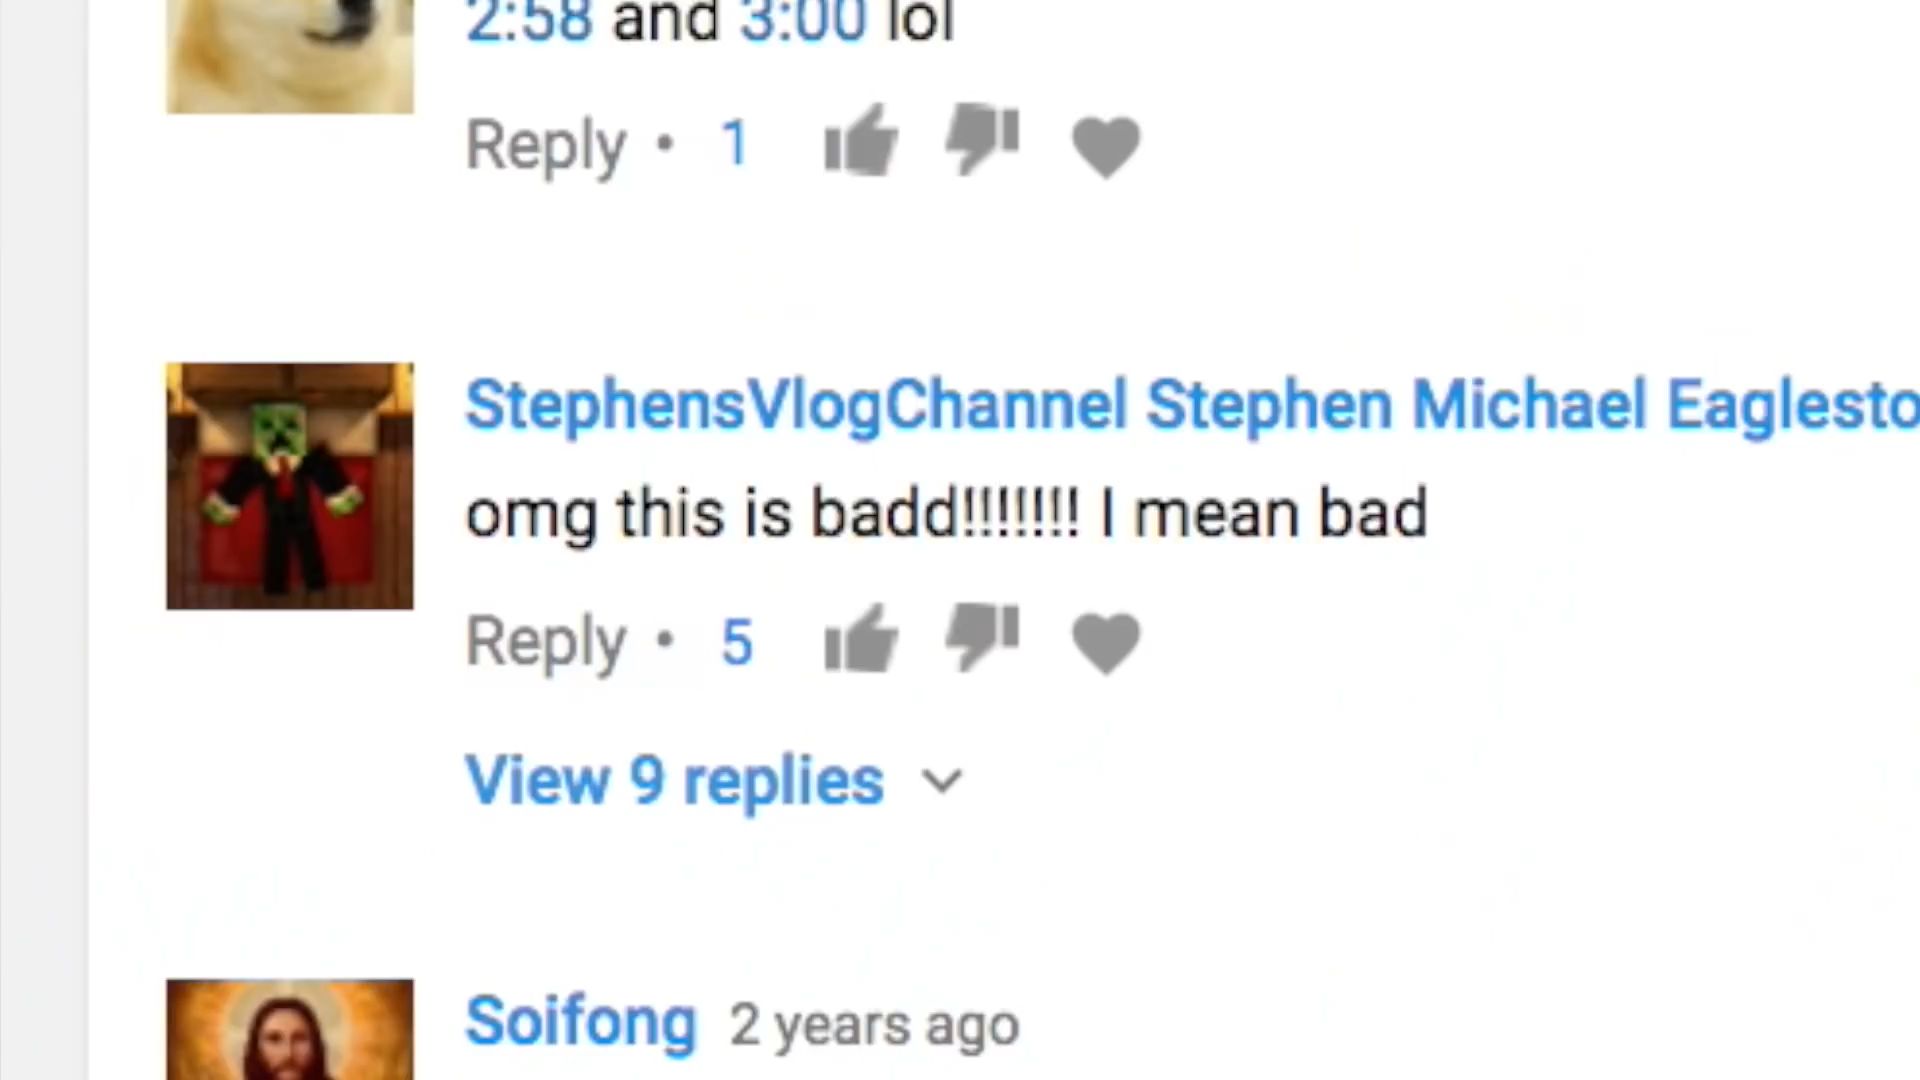 2:58 and 3:00 lol
Reply • 1
StephensVlogChannel Stephen Michael Eaglesto
omg this is badd!!!!!!! I mean bad
Reply • 5
View 9 replies
Soifong 2 years ago